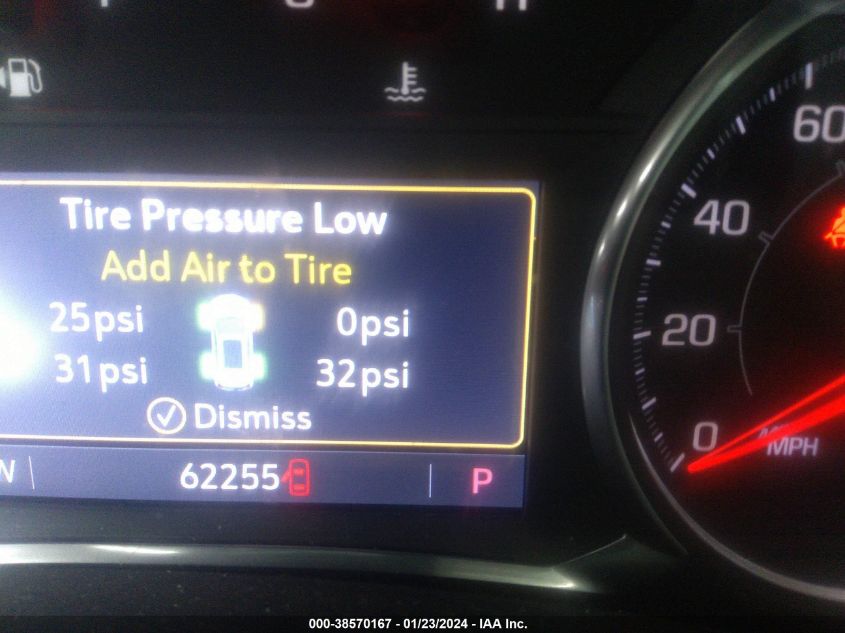 Tire Pressure Low
Add Air to Tire
25psi 0psi
31psi 32psi
Dismiss
62255 P
60
40
20
0
MPH
000-38570167 - 01/23/2024 - IAA Inc.